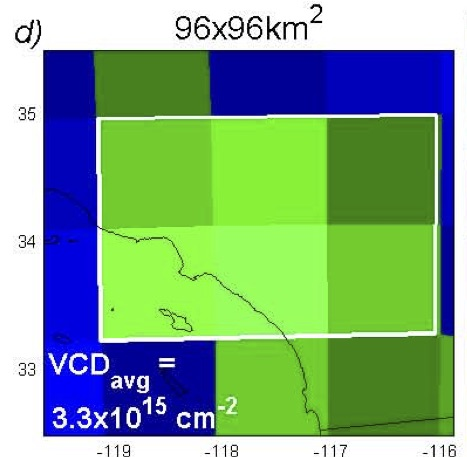 d) 96x96km²
35
34
33
VCD_avg =
3.3x10¹⁵ cm⁻²
-119 -118 -117 -116